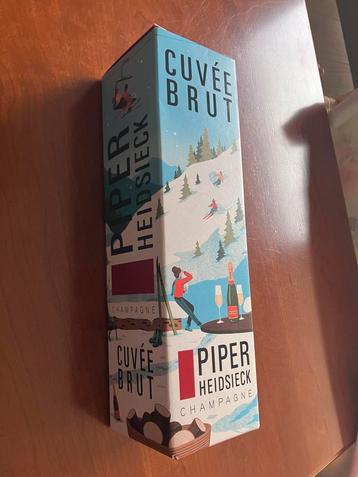 CUVÉE
BRUT
PIPER
HEIDSIECK
CHAMPAGNE
CUVÉE
BRUT
PIPER
HEIDSIECK
CHAMPAGNE